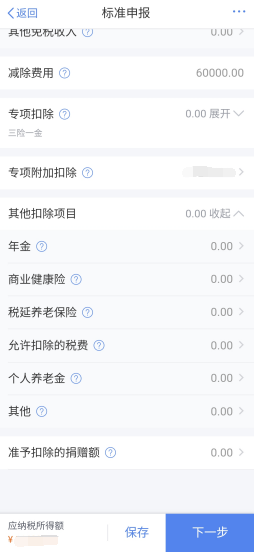 返回 标准申报 ...
其他免税收入 ? 0.00
减除费用 ? 60000.00
专项扣除 ? 0.00 展开
三险一金
专项附加扣除 ?
其他扣除项目 0.00 收起
年金 ? 0.00
商业健康险 ? 0.00
税延养老保险 ? 0.00
允许扣除的税费 ? 0.00
个人养老金 ? 0.00
其他 ? 0.00
准予扣除的捐赠额 ? 0.00
应纳税所得额
¥
保存 下一步